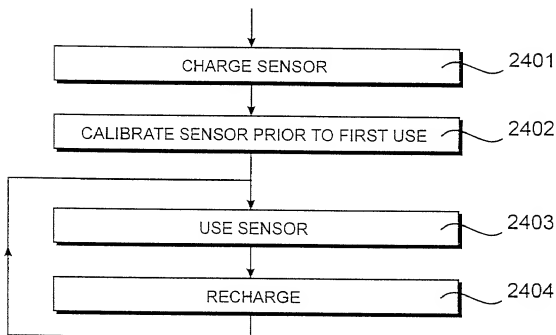 CHARGE SENSOR 2401
CALIBRATE SENSOR PRIOR TO FIRST USE 2402
USE SENSOR 2403
RECHARGE 2404